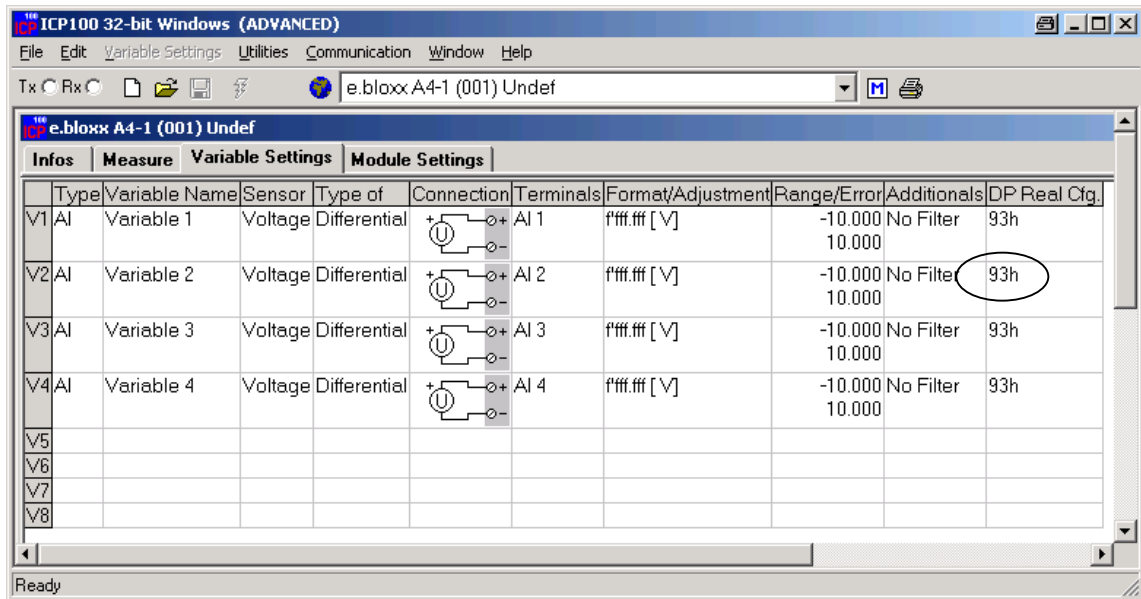 ICP100 32-bit Windows (ADVANCED)
File Edit Variable Settings Utilities Communication Window Help
Tx Rx e.bloxx A4-1 (001) Undef M
e.bloxx A4-1 (001) Undef
Infos Measure Variable Settings Module Settings
Type Variable Name Sensor Type of Connection Terminals Format/Adjustment Range/Error Additionals DP Real Cfg.
V1 AI Variable 1 Voltage Differential + U + - AI 1 f'fff.fff [ V] -10.000 No Filter 93h
10.000
V2 AI Variable 2 Voltage Differential + U + - AI 2 f'fff.fff [ V] -10.000 No Filter 93h
10.000
V3 AI Variable 3 Voltage Differential + U + - AI 3 f'fff.fff [ V] -10.000 No Filter 93h
10.000
V4 AI Variable 4 Voltage Differential + U + - AI 4 f'fff.fff [ V] -10.000 No Filter 93h
10.000
V5
V6
V7
V8
Ready